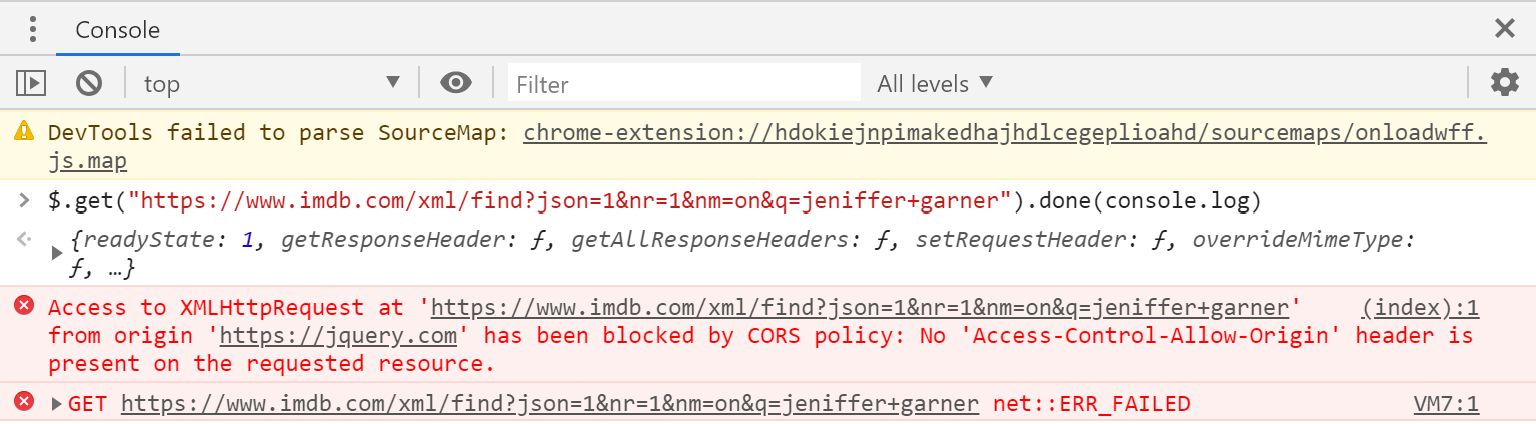 Console
top
Filter
All levels
DevTools failed to parse SourceMap: chrome-extension://hdokiejnpimakedhajhdlcegeplioahd/sourcemaps/onloadwff.
js.map
$.get("https://www.imdb.com/xml/find?json=1&nr=1&nm=on&q=jeniffer+garner").done(console.log)
{readyState: 1, getResponseHeader: ƒ, getAllResponseHeaders: ƒ, setRequestHeader: ƒ, overrideMimeType:
ƒ, …}
Access to XMLHttpRequest at 'https://www.imdb.com/xml/find?json=1&nr=1&nm=on&q=jeniffer+garner' (index):1
from origin 'https://jquery.com' has been blocked by CORS policy: No 'Access-Control-Allow-Origin' header is
present on the requested resource.
GET https://www.imdb.com/xml/find?json=1&nr=1&nm=on&q=jeniffer+garner net::ERR_FAILED VM7:1